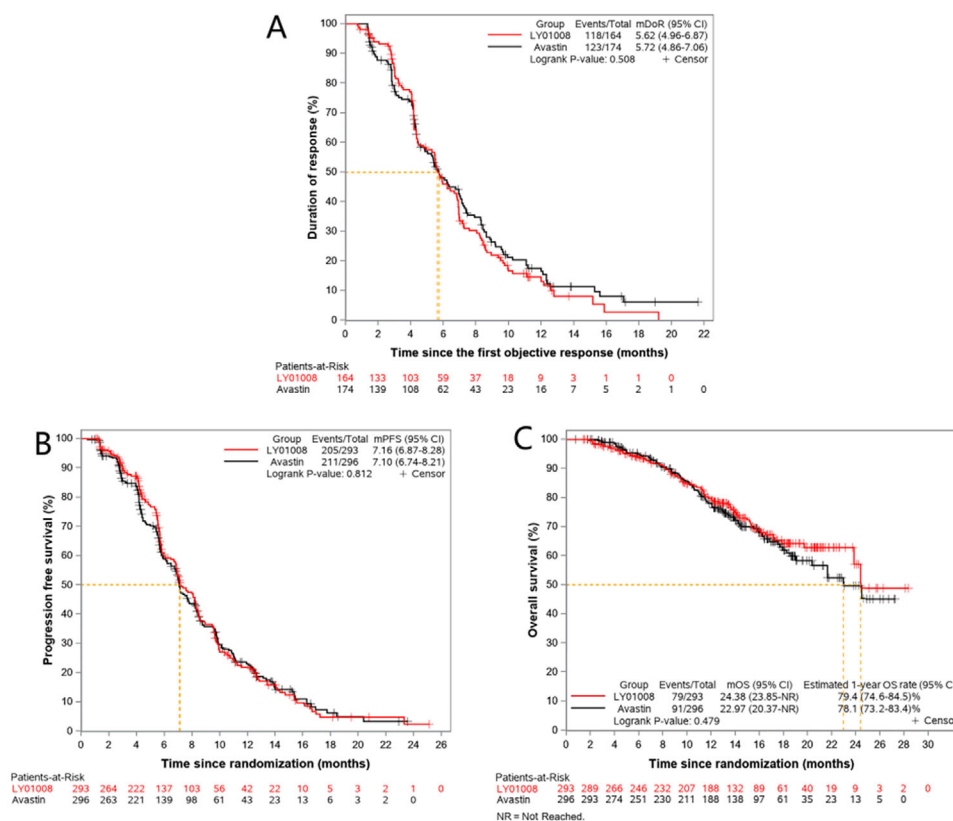 A
Group Events/Total mDoR (95% CI)
LY01008 118/164 5.62 (4.96-6.87)
Avastin 123/174 5.72 (4.86-7.06)
Logrank P-value: 0.508 + Censor
Duration of response (%)
100
90
80
70
60
50
40
30
20
10
0
0 2 4 6 8 10 12 14 16 18 20 22
Time since the first objective response (months)
Patients-at-Risk
LY01008 164 133 103 59 37 18 9 3 1 1 0
Avastin 174 139 108 62 43 23 16 7 5 2 1 0
B
Group Events/Total mPFS (95% CI)
LY01008 205/293 7.16 (6.87-8.28)
Avastin 211/296 7.10 (6.74-8.21)
Logrank P-value: 0.812 + Censor
Progression free survival (%)
100
90
80
70
60
50
40
30
20
10
0
0 2 4 6 8 10 12 14 16 18 20 22 24 26
Time since randomization (months)
Patients-at-Risk
LY01008 293 264 222 137 103 56 42 22 10 5 3 2 1 0
Avastin 296 263 221 139 98 61 43 23 13 6 3 2 0
C
Overall survival (%)
100
90
80
70
60
50
40
30
20
10
0
Group Events/Total mOS (95% CI) Estimated 1-year OS rate (95% C
LY01008 79/293 24.38 (23.85-NR) 79.4 (74.6-84.5)%
Avastin 91/296 22.97 (20.37-NR) 78.1 (73.2-83.4)%
Logrank P-value: 0.479 + Censo
0 2 4 6 8 10 12 14 16 18 20 22 24 26 28 30
Time since randomization (months)
Patients-at-Risk
LY01008 293 289 266 246 232 207 188 132 89 61 40 19 9 3 2 0
Avastin 296 293 274 251 230 211 188 138 97 61 35 23 13 5 0
NR = Not Reached.